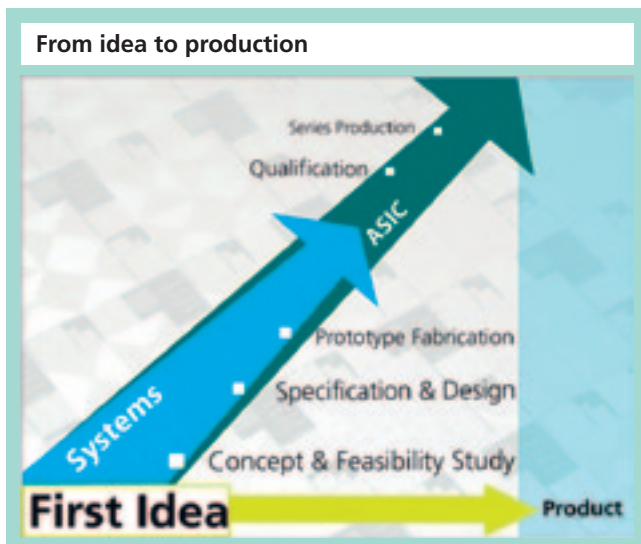 From idea to production
Series Production
Qualification
ASIC
Prototype Fabrication
Specification & Design
Systems
Concept & Feasibility Study
First Idea
Product